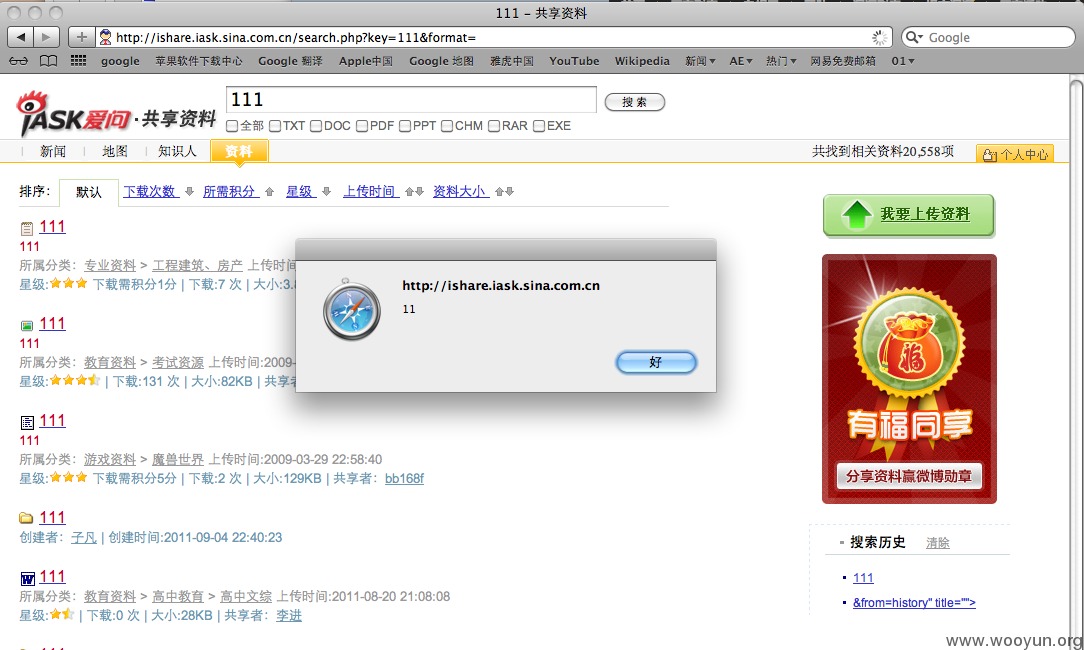 111 – 共享资料
http://ishare.iask.sina.com.cn/search.php?key=111&format=
Google
google 苹果软件下载中心 Google 翻译 Apple中国 Google 地图 雅虎中国 YouTube Wikipedia 新闻▼ AE▼ 热门▼ 网易免费邮箱 01▼
iASK爱问·共享资料
111
搜 索
全部 TXT DOC PDF PPT CHM RAR EXE
新闻 地图 知识人 资料
共找到相关资料20,558项
个人中心
排序: 默认 下载次数 所需积分 星级 上传时间 资料大小
我要上传资料
111
111
所属分类: 专业资料 > 工程建筑、房产 上传时间
星级: 下载需积分1分 | 下载:7 次 | 大小:3.
http://ishare.iask.sina.com.cn
11
好
111
111
所属分类: 教育资料 > 考试资源 上传时间:2009-
星级: | 下载:131 次 | 大小:82KB | 共享者
111
111
所属分类: 游戏资料 > 魔兽世界 上传时间:2009-03-29 22:58:40
星级: 下载需积分5分 | 下载:2 次 | 大小:129KB | 共享者: bb168f
111
创建者: 子凡 | 创建时间:2011-09-04 22:40:23
111
所属分类: 教育资料 > 高中教育 > 高中文综 上传时间:2011-08-20 21:08:08
星级: | 下载:0 次 | 大小:28KB | 共享者: 李进
福
有福同享
分享资料赢微博勋章
搜索历史 清除
111
&from=history" title="">
www.wooyun.org